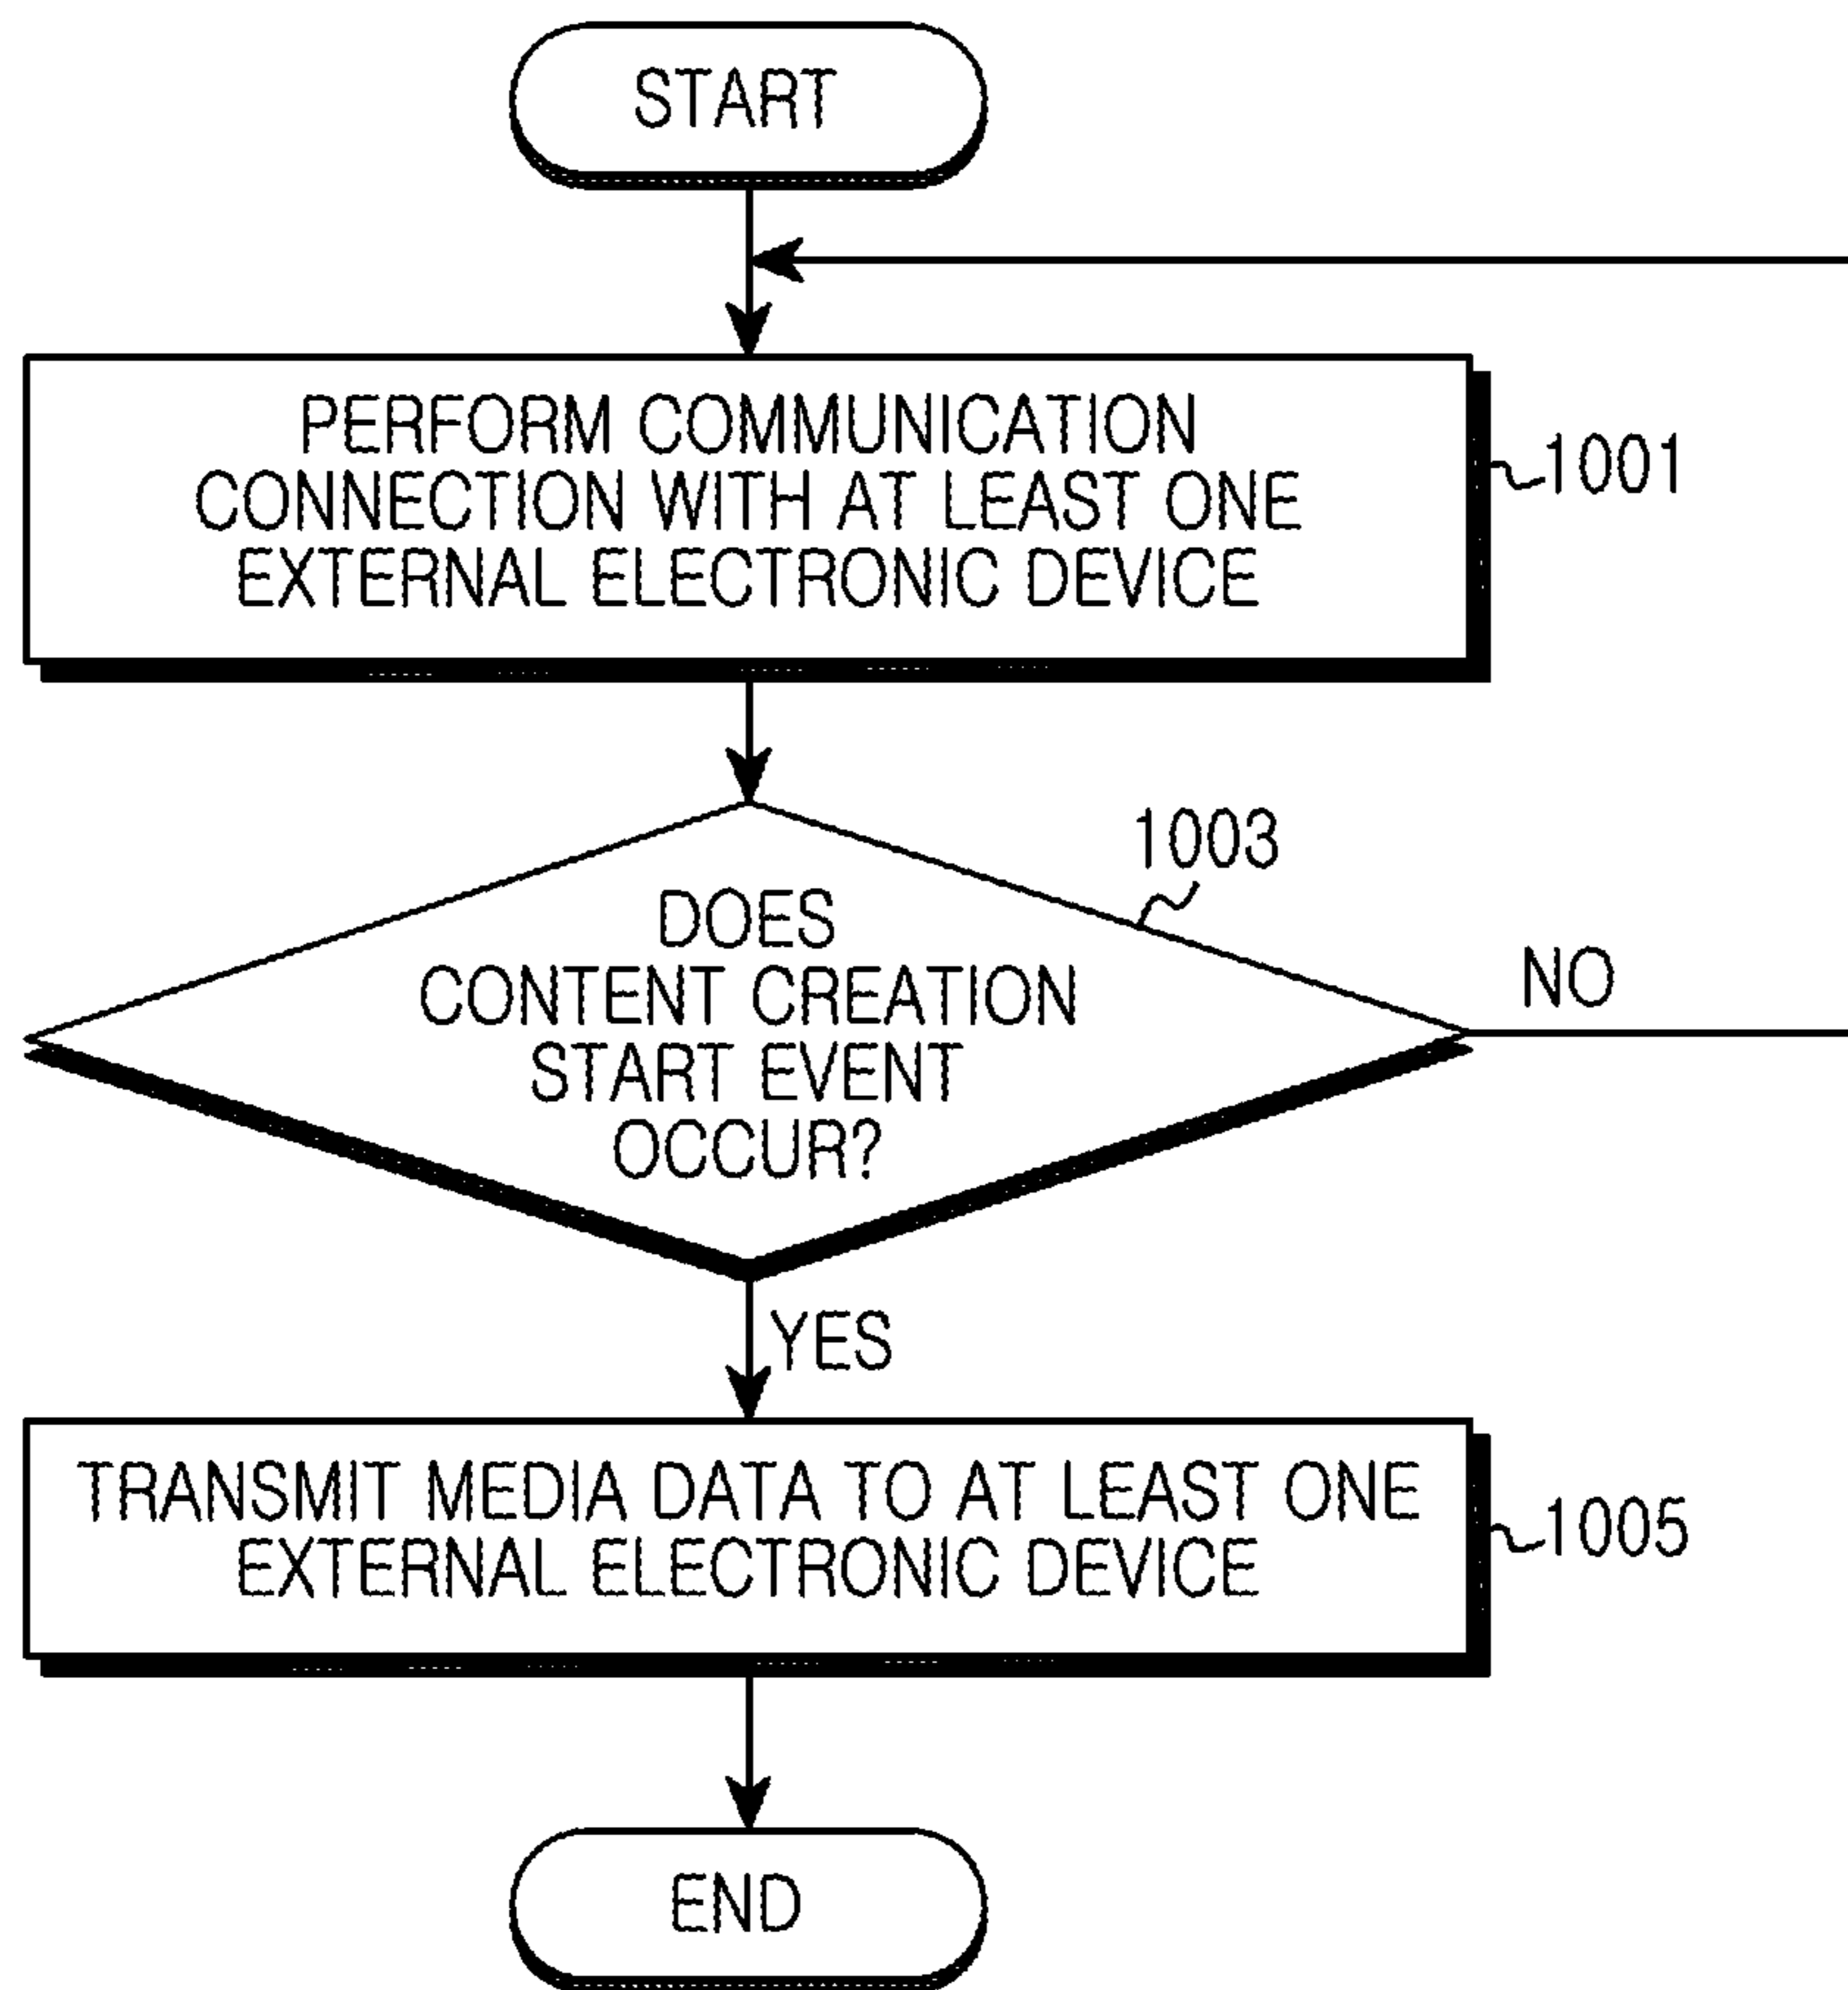 START
PERFORM COMMUNICATION
CONNECTION WITH AT LEAST ONE
EXTERNAL ELECTRONIC DEVICE
1001
1003
DOES
CONTENT CREATION
START EVENT
OCCUR?
NO
YES
TRANSMIT MEDIA DATA TO AT LEAST ONE
EXTERNAL ELECTRONIC DEVICE
1005
END